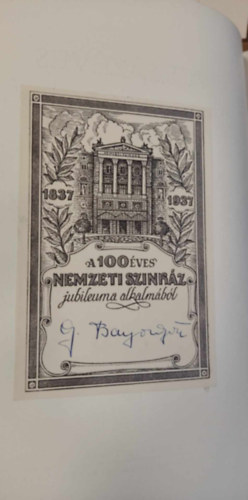 1837 1937
A 100 ÉVES
NEMZETI SZINHÁZ
jubileuma alkalmából
G.